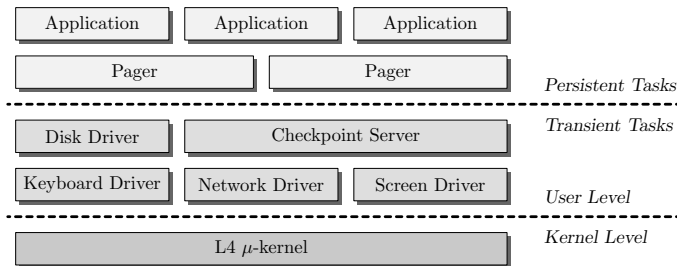 Application Application Application
Pager Pager
Persistent Tasks
Disk Driver Checkpoint Server
Transient Tasks
Keyboard Driver Network Driver Screen Driver
User Level
L4 μ-kernel
Kernel Level